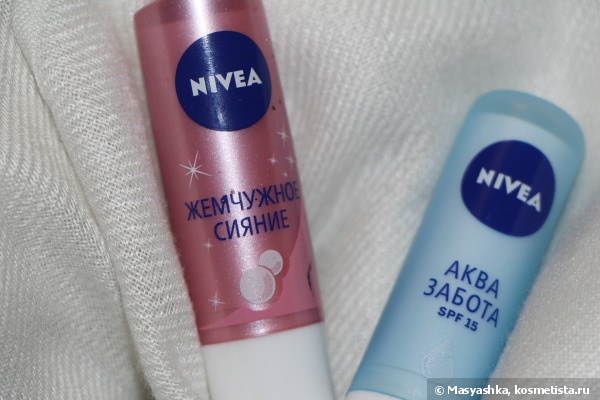 NIVEA
ЖЕМЧУЖНОЕ
СИЯНИЕ
NIVEA
АКВА
ЗАБОТА
SPF 15
© Masyashka, kosmetista.ru